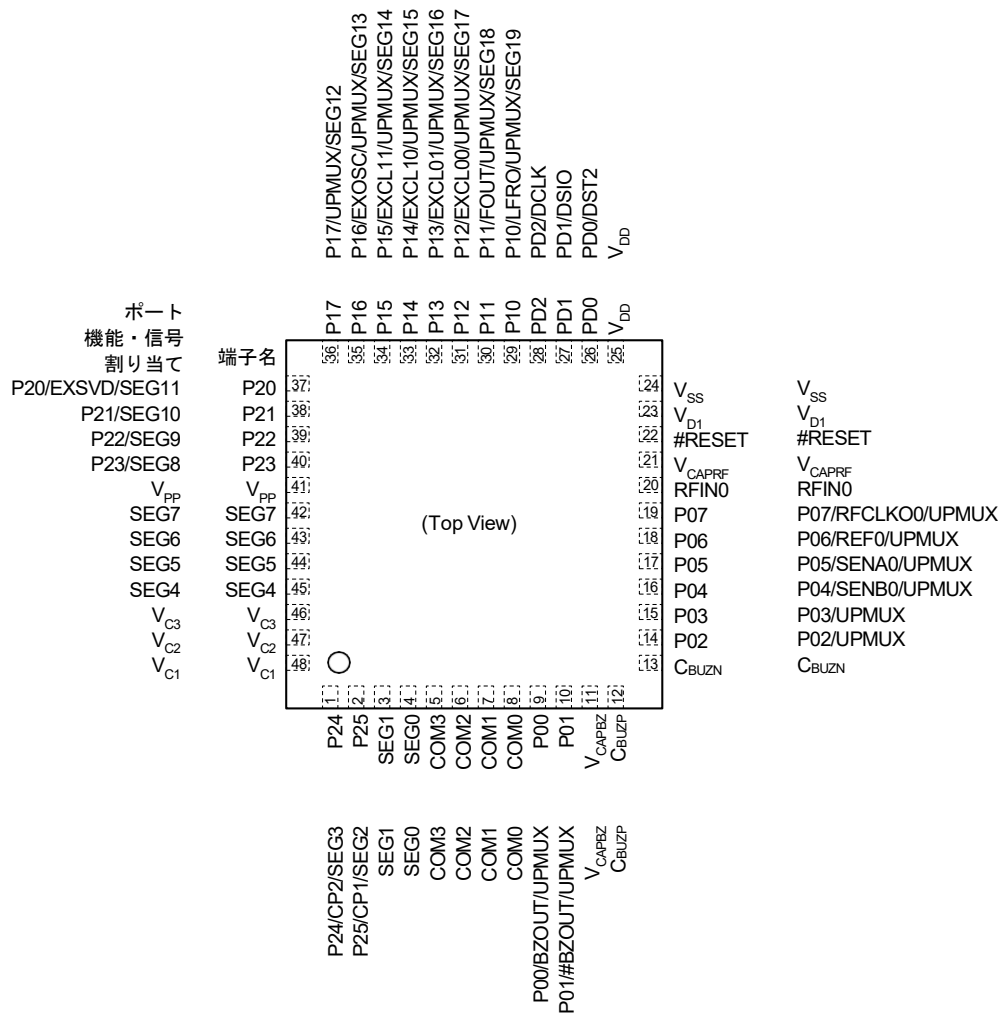 P17/UPMUX/SEG12
P16/EXOSC/UPMUX/SEG13
P15/EXCL11/UPMUX/SEG14
P14/EXCL10/UPMUX/SEG15
P13/EXCL01/UPMUX/SEG16
P12/EXCL00/UPMUX/SEG17
P11/FOUT/UPMUX/SEG18
P10/LFRO/UPMUX/SEG19
PD2/DCLK
PD1/DSIO
PD0/DST2
VDD
P17
P16
P15
P14
P13
P12
P11
P10
PD2
PD1
PD0
VDD
36
35
34
33
32
31
30
29
28
27
26
25
ポート
機能・信号
割り当て
端子名
P20/EXSVD/SEG11 P20 37
P21/SEG10 P21 38
P22/SEG9 P22 39
P23/SEG8 P23 40
VPP VPP 41
SEG7 SEG7 42
SEG6 SEG6 43
SEG5 SEG5 44
SEG4 SEG4 45
VC3 VC3 46
VC2 VC2 47
VC1 VC1 48
(Top View)
24 VSS VSS
23 VD1 VD1
22 #RESET #RESET
21 VCAPRF VCAPRF
20 RFIN0 RFIN0
19 P07 P07/RFCLKO0/UPMUX
18 P06 P06/REF0/UPMUX
17 P05 P05/SENA0/UPMUX
16 P04 P04/SENB0/UPMUX
15 P03 P03/UPMUX
14 P02 P02/UPMUX
13 CBUZN CBUZN
1
2
3
4
5
6
7
8
9
10
11
12
P24
P25
SEG1
SEG0
COM3
COM2
COM1
COM0
P00
P01
VCAPBZ
CBUZP
P24/CP2/SEG3
P25/CP1/SEG2
SEG1
SEG0
COM3
COM2
COM1
COM0
P00/BZOUT/UPMUX
P01/#BZOUT/UPMUX
VCAPBZ
CBUZP